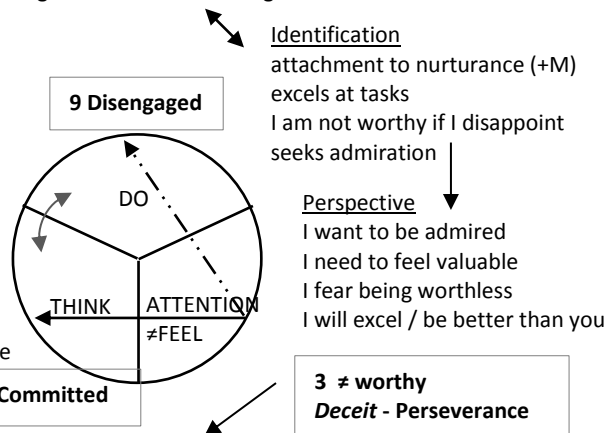 Identification
attachment to nurturance (+M)
excels at tasks
I am not worthy if I disappoint
seeks admiration
9 Disengaged
DO
Perspective
I want to be admired
I need to feel valuable
I fear being worthless
I will excel / be better than you
THINK
ATTENTION
≠FEEL
Committed
3 ≠ worthy
Deceit - Perseverance